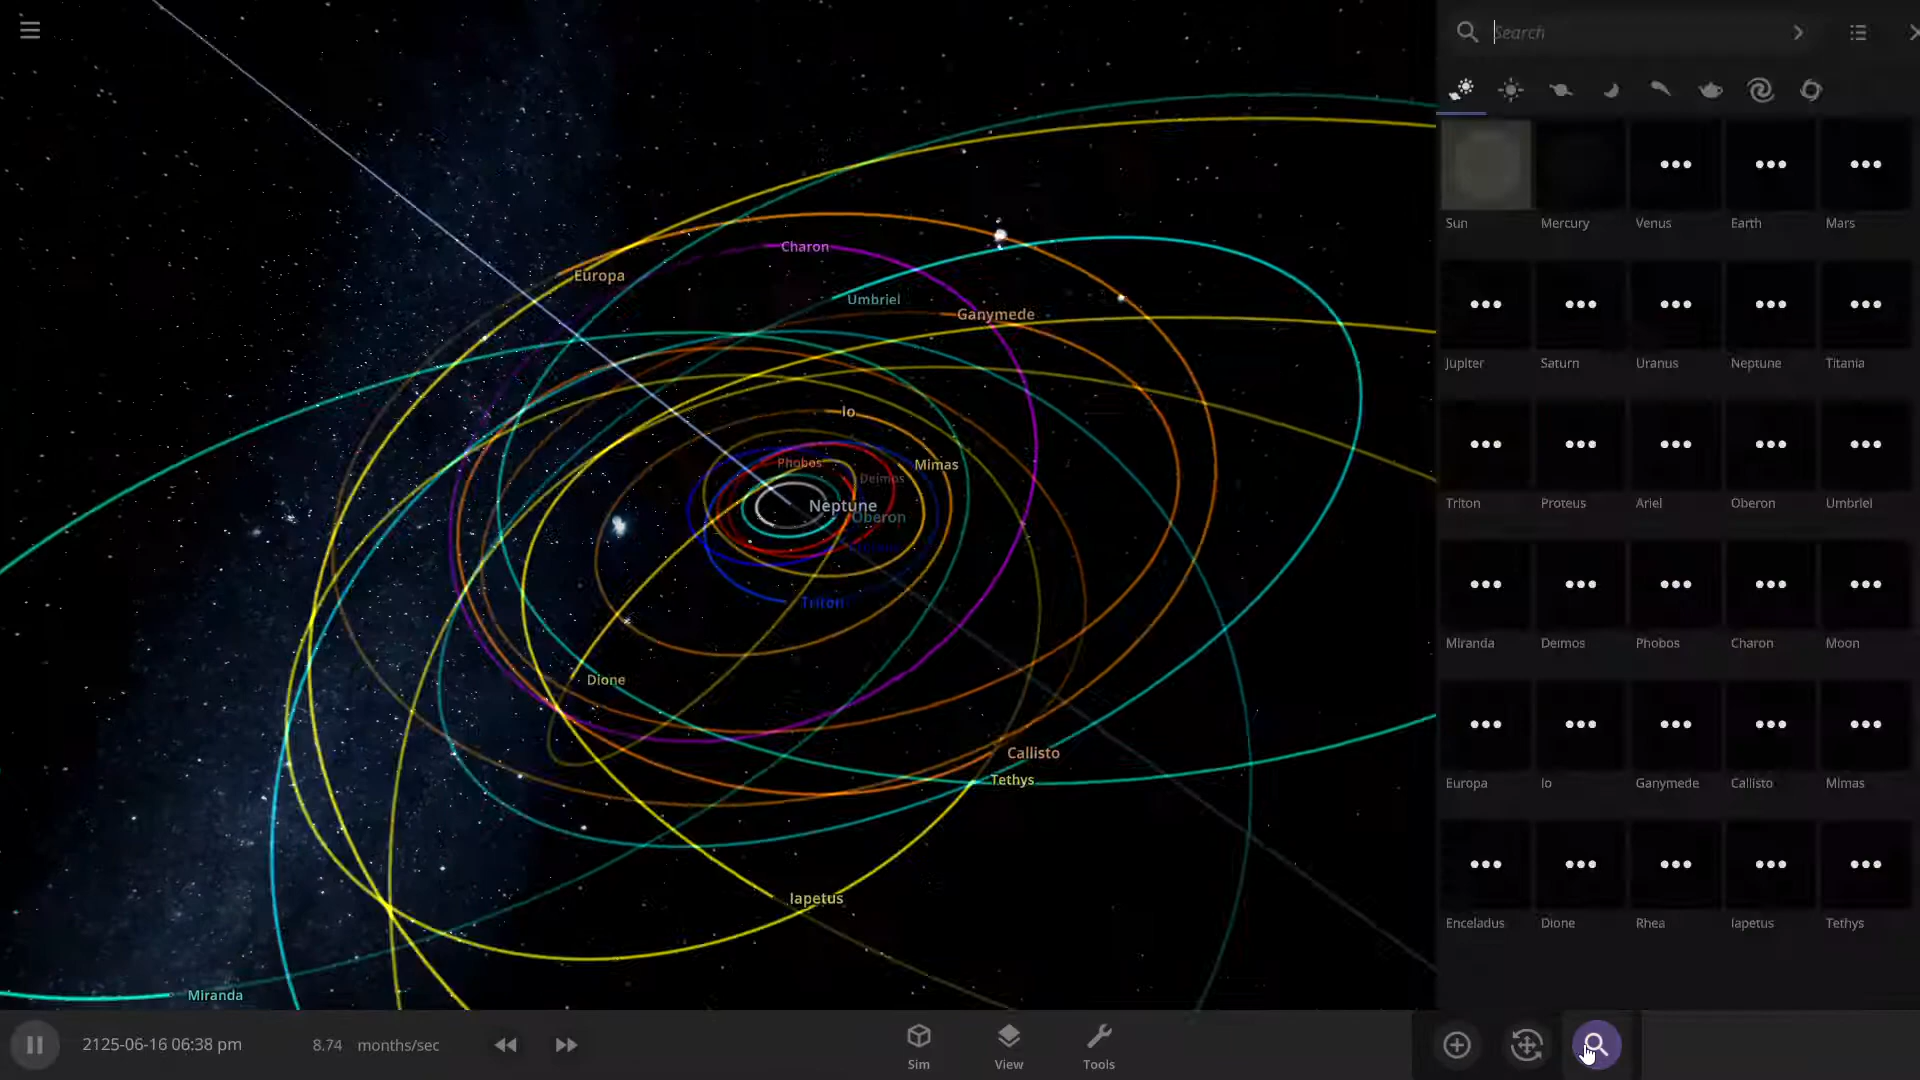 Search
Sun Mercury Venus Earth Mars
Jupiter Saturn Uranus Neptune Titania
Triton Proteus Ariel Oberon Umbriel
Miranda Deimos Phobos Charon Moon
Europa Io Ganymede Callisto Mimas
Enceladus Dione Rhea Iapetus Tethys
Charon
Europa
Umbriel
Ganymede
Io
Phobos
Mimas
Deimos
Neptune
Oberon
Triton
Dione
Callisto
Tethys
Iapetus
Miranda
2125-06-16 06:38 pm
8.74 months/sec
Sim
View
Tools